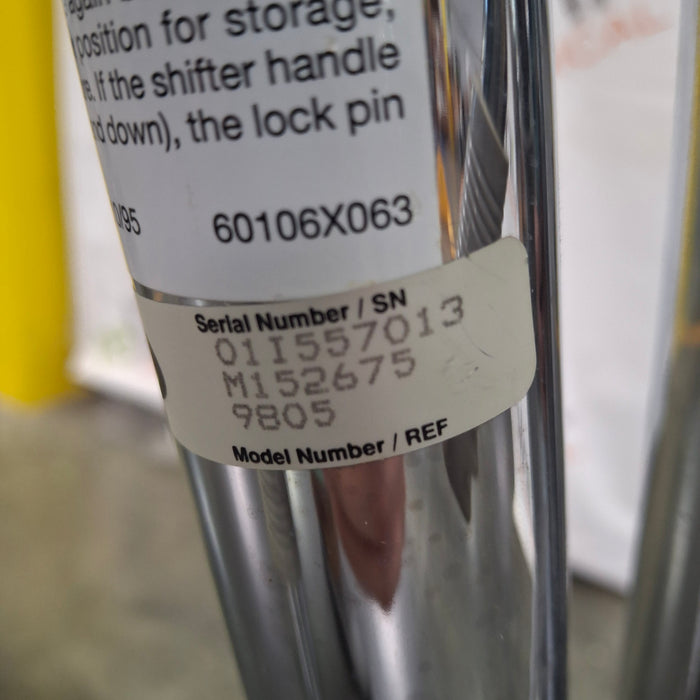 position for storage,
If the shifter handle
down), the lock pin
/95 60106X063
Serial Number / SN
01I557013
M152675
9805
Model Number / REF